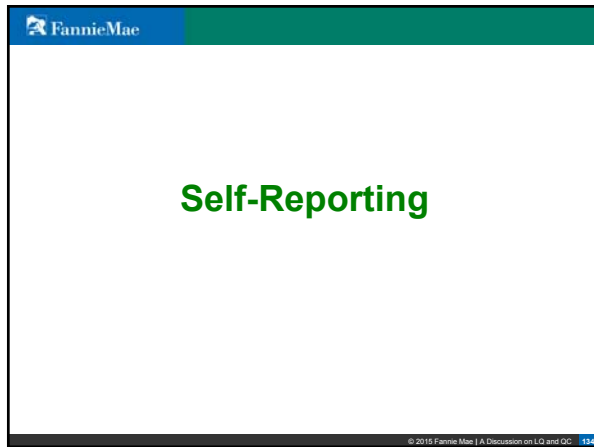 FannieMae
Self-Reporting
© 2015 Fannie Mae | A Discussion on LQ and QC 134